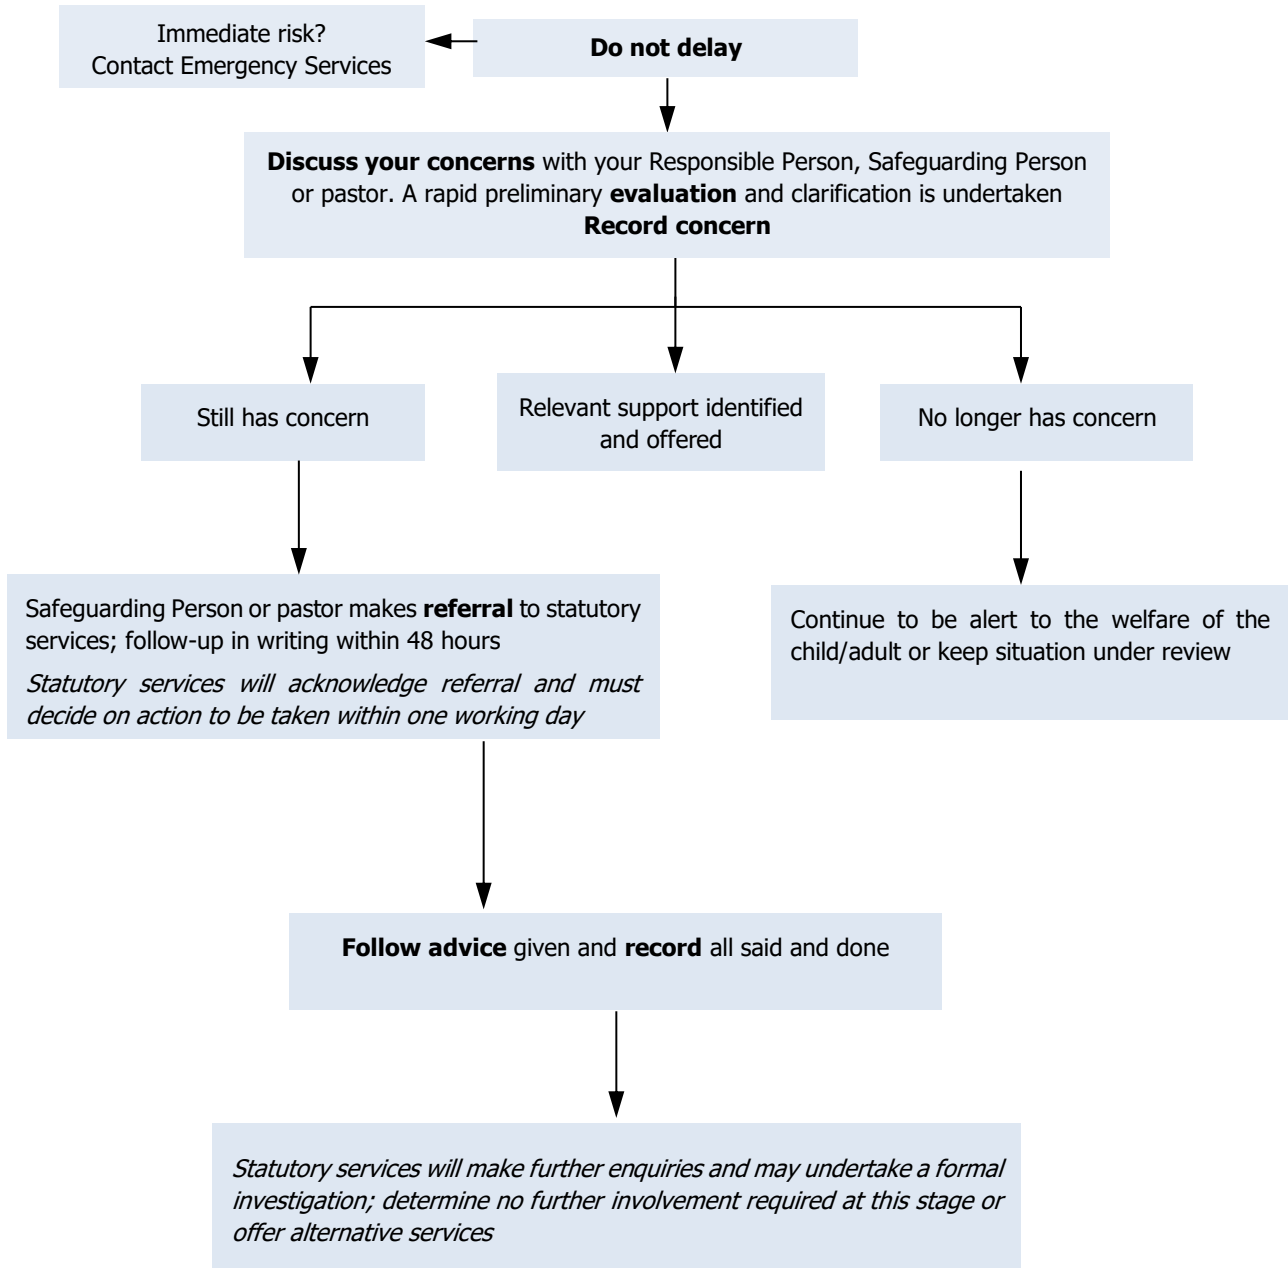 Immediate risk?
Contact Emergency Services
Do not delay
Discuss your concerns with your Responsible Person, Safeguarding Person
or pastor. A rapid preliminary evaluation and clarification is undertaken
Record concern
Still has concern
Relevant support identified
and offered
No longer has concern
Safeguarding Person or pastor makes referral to statutory
services; follow-up in writing within 48 hours
Statutory services will acknowledge referral and must
decide on action to be taken within one working day
Continue to be alert to the welfare of the
child/adult or keep situation under review
Follow advice given and record all said and done
Statutory services will make further enquiries and may undertake a formal
investigation; determine no further involvement required at this stage or
offer alternative services